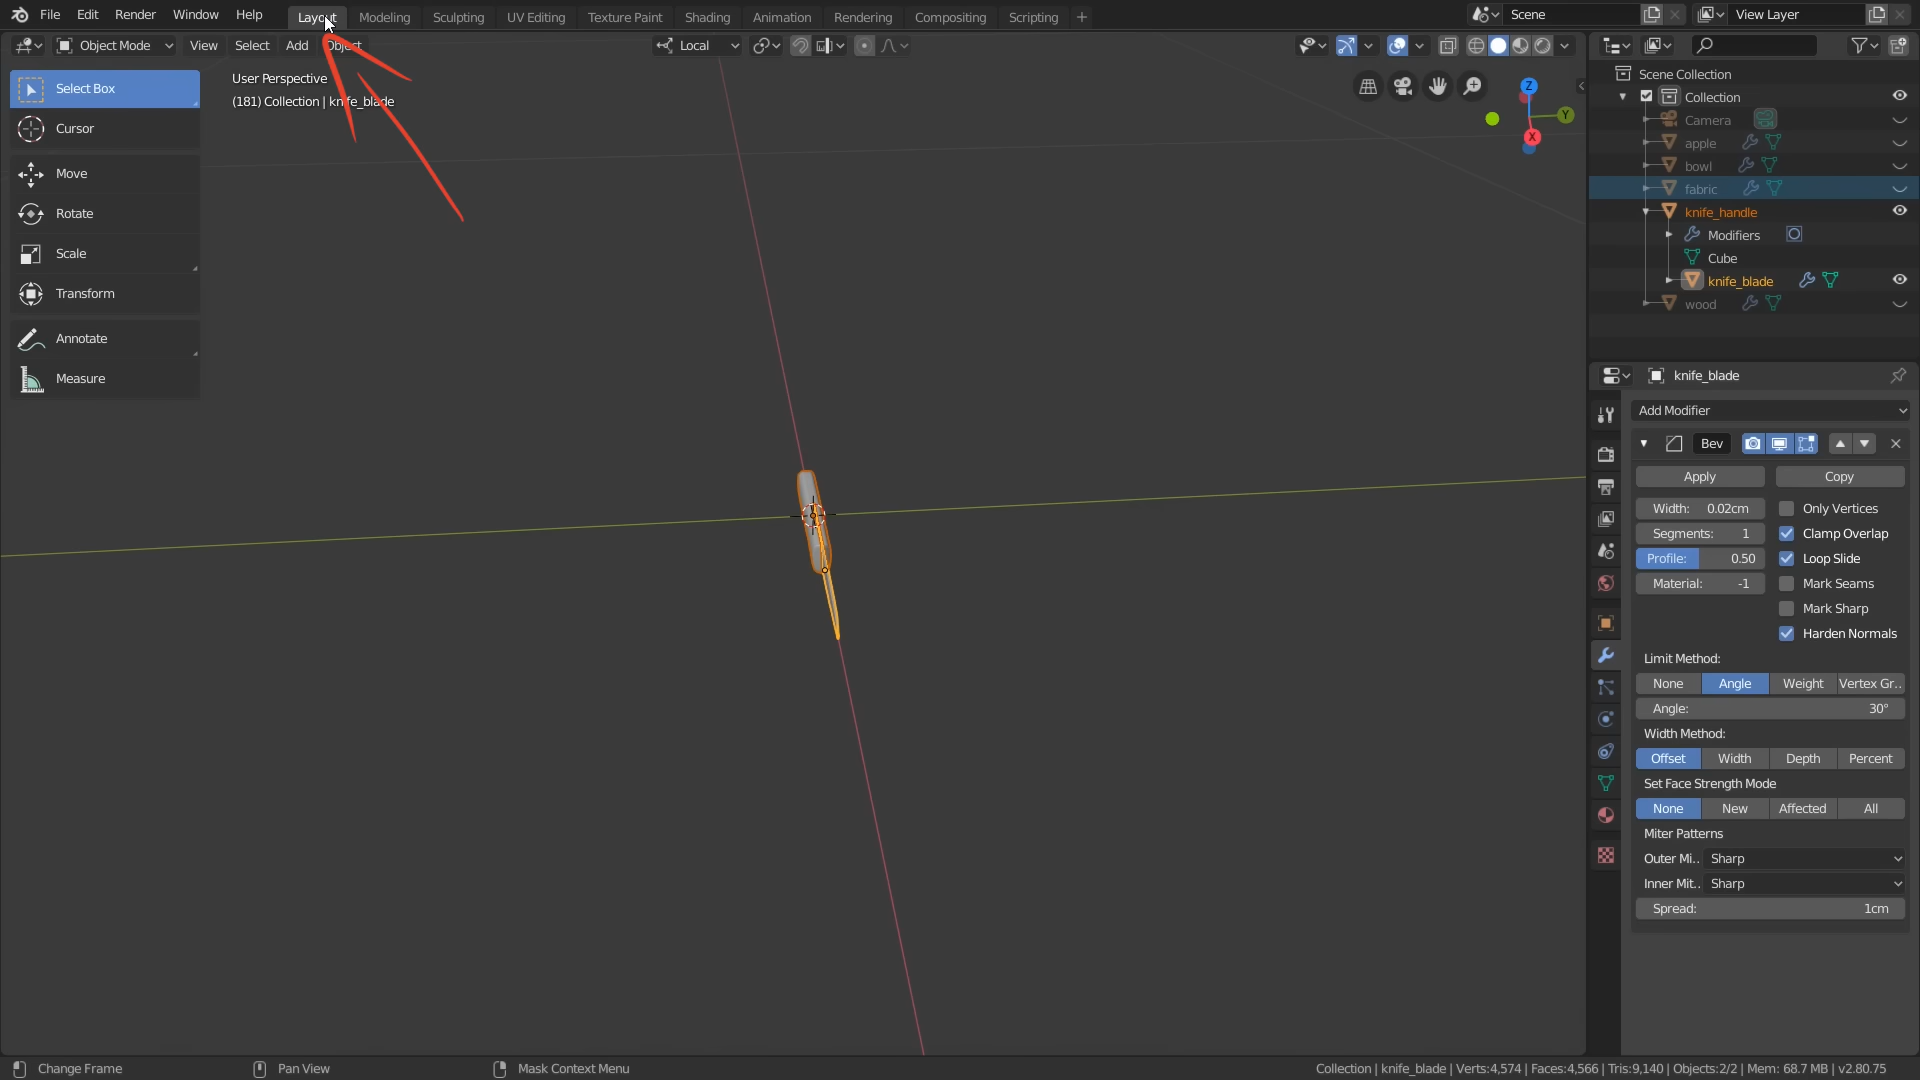 File Edit Render Window Help Layout Modeling Sculpting UV Editing Texture Paint Shading Animation Rendering Compositing Scripting + Scene View Layer
Object Mode View Select Add Object Local
User Perspective
(181) Collection | knife_blade
Select Box
Cursor
Move
Rotate
Scale
Transform
Annotate
Measure
Z
Y
X
Scene Collection
Collection
Camera
apple
bowl
fabric
knife_handle
Modifiers
Cube
knife_blade
wood
knife_blade
Add Modifier
Bev
Apply Copy
Width: 0.02cm Only Vertices
Segments: 1 Clamp Overlap
Profile: 0.50 Loop Slide
Material: -1 Mark Seams
Mark Sharp
Harden Normals
Limit Method:
None Angle Weight Vertex Gr..
Angle: 30°
Width Method:
Offset Width Depth Percent
Set Face Strength Mode
None New Affected All
Miter Patterns
Outer Mi.. Sharp
Inner Mit.. Sharp
Spread: 1cm
Change Frame Pan View Mask Context Menu Collection | knife_blade | Verts:4,574 | Faces:4,566 | Tris:9,140 | Objects:2/2 | Mem: 68.7 MB | v2.80.75